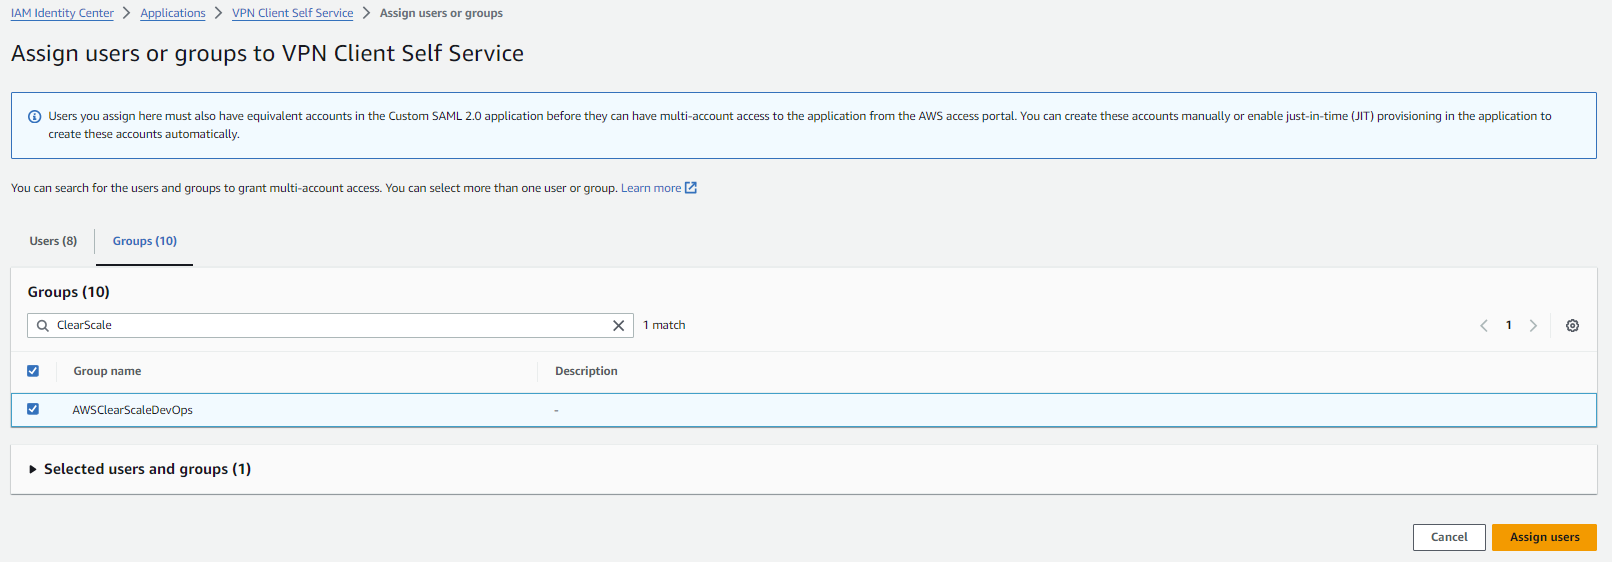 IAM Identity Center > Applications > VPN Client Self Service > Assign users or groups
Assign users or groups to VPN Client Self Service
Users you assign here must also have equivalent accounts in the Custom SAML 2.0 application before they can have multi-account access to the application from the AWS access portal. You can create these accounts manually or enable just-in-time (JIT) provisioning in the application to
create these accounts automatically.
You can search for the users and groups to grant multi-account access. You can select more than one user or group. Learn more
Users (8) Groups (10)
Groups (10)
ClearScale 1 match 1
Group name Description
AWSClearScaleDevOps -
Selected users and groups (1)
Cancel Assign users